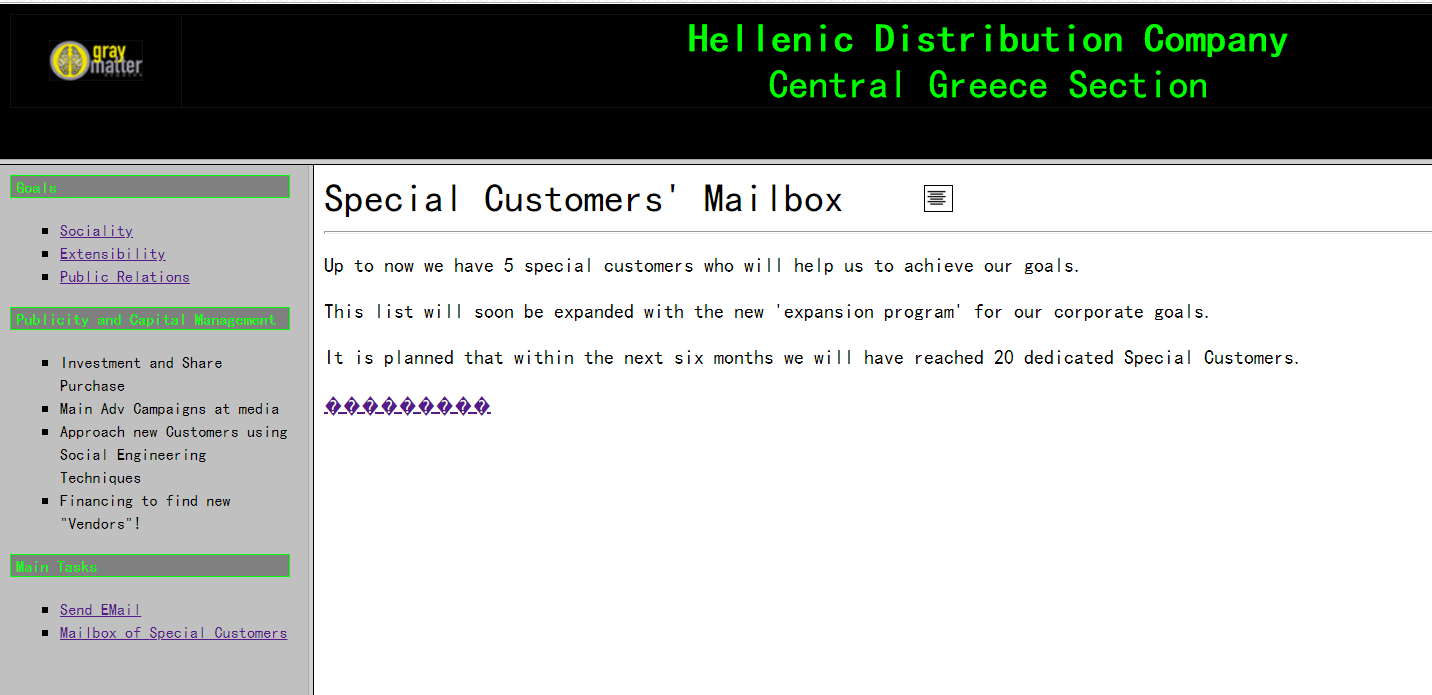 gray
matter
Hellenic Distribution Company
Central Greece Section
Goals
Sociality
Extensibility
Public Relations
Publicity and Capital Management
Investment and Share
Purchase
Main Adv Campaigns at media
Approach new Customers using
Social Engineering
Techniques
Financing to find new
"Vendors"!
Main Tasks
Send EMail
Mailbox of Special Customers
Special Customers' Mailbox
Up to now we have 5 special customers who will help us to achieve our goals.
This list will soon be expanded with the new 'expansion program' for our corporate goals.
It is planned that within the next six months we will have reached 20 dedicated Special Customers.
���������